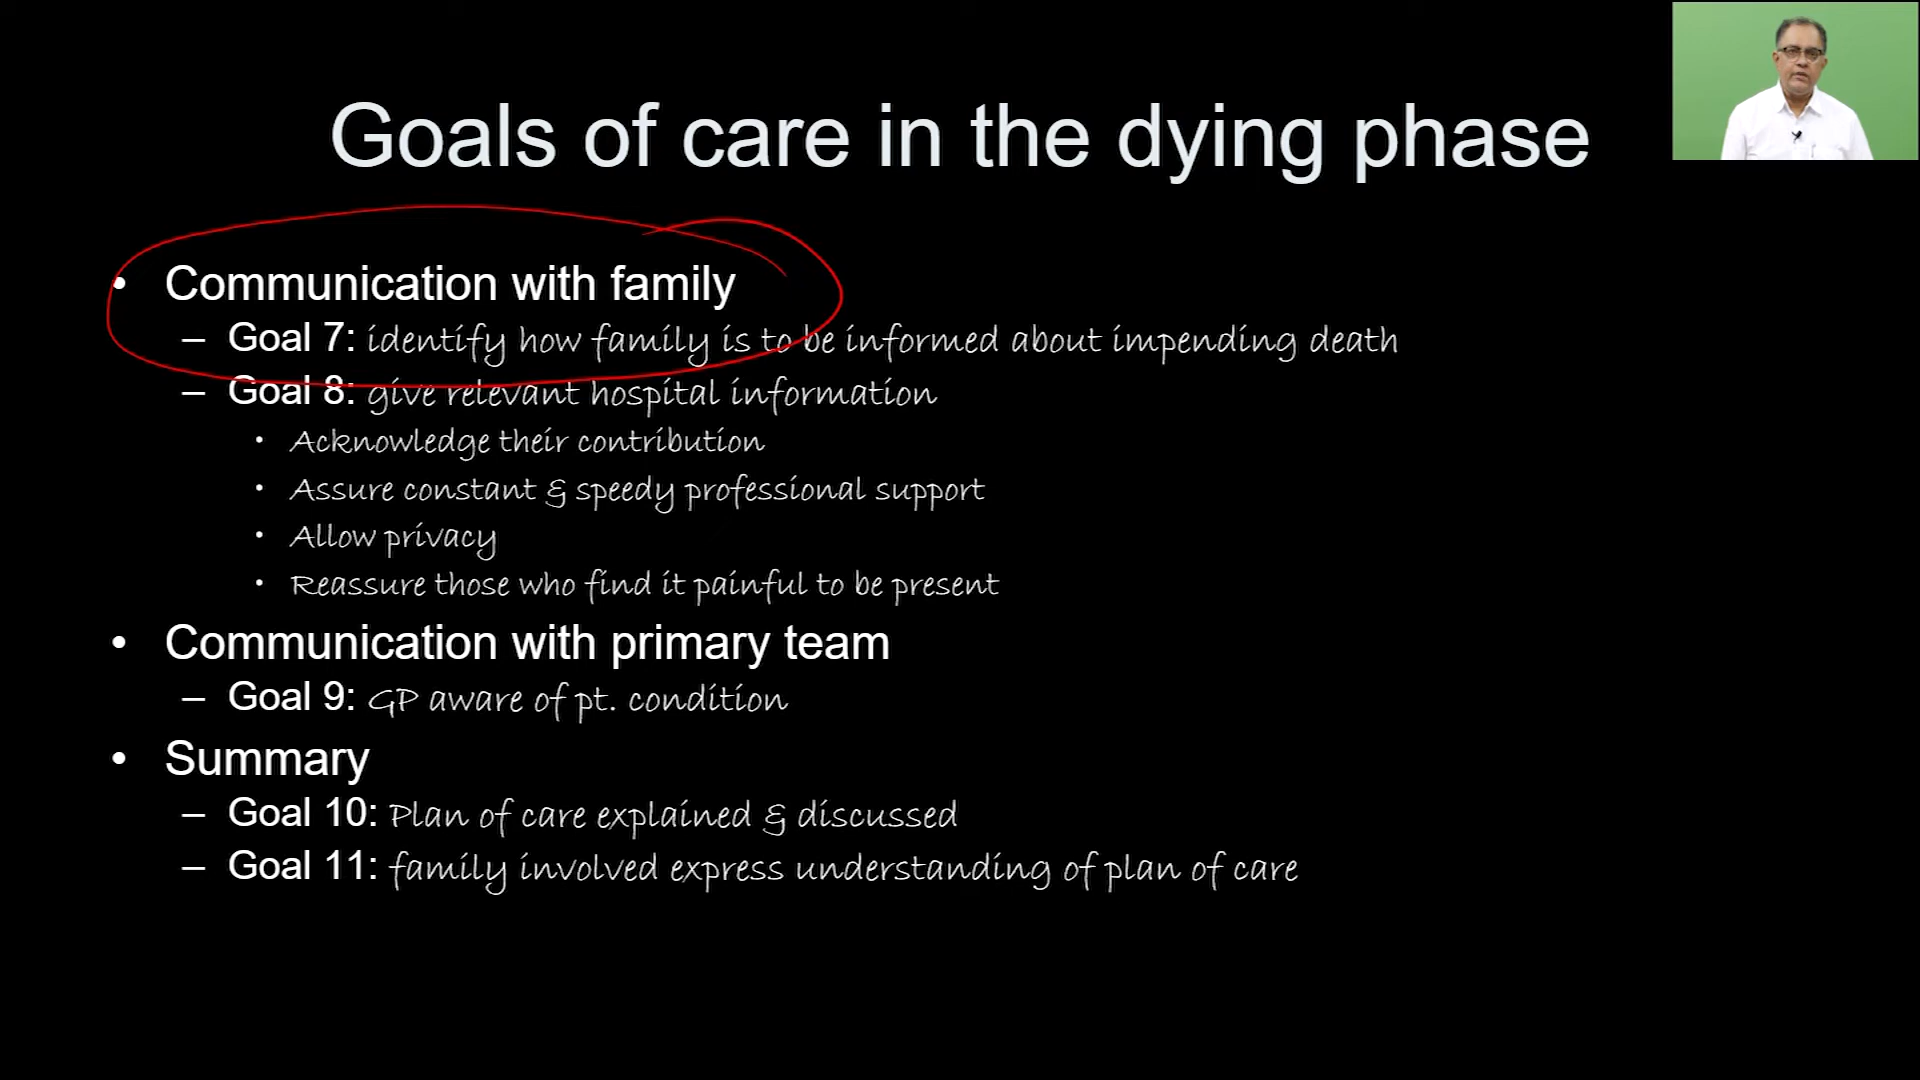 Goals of care in the dying phase
• Communication with family
– Goal 7: identify how family is to be informed about impending death
– Goal 8: give relevant hospital information
• Acknowledge their contribution
• Assure constant & speedy professional support
• Allow privacy
• Reassure those who find it painful to be present
• Communication with primary team
– Goal 9: GP aware of pt. condition
• Summary
– Goal 10: Plan of care explained & discussed
– Goal 11: family involved express understanding of plan of care